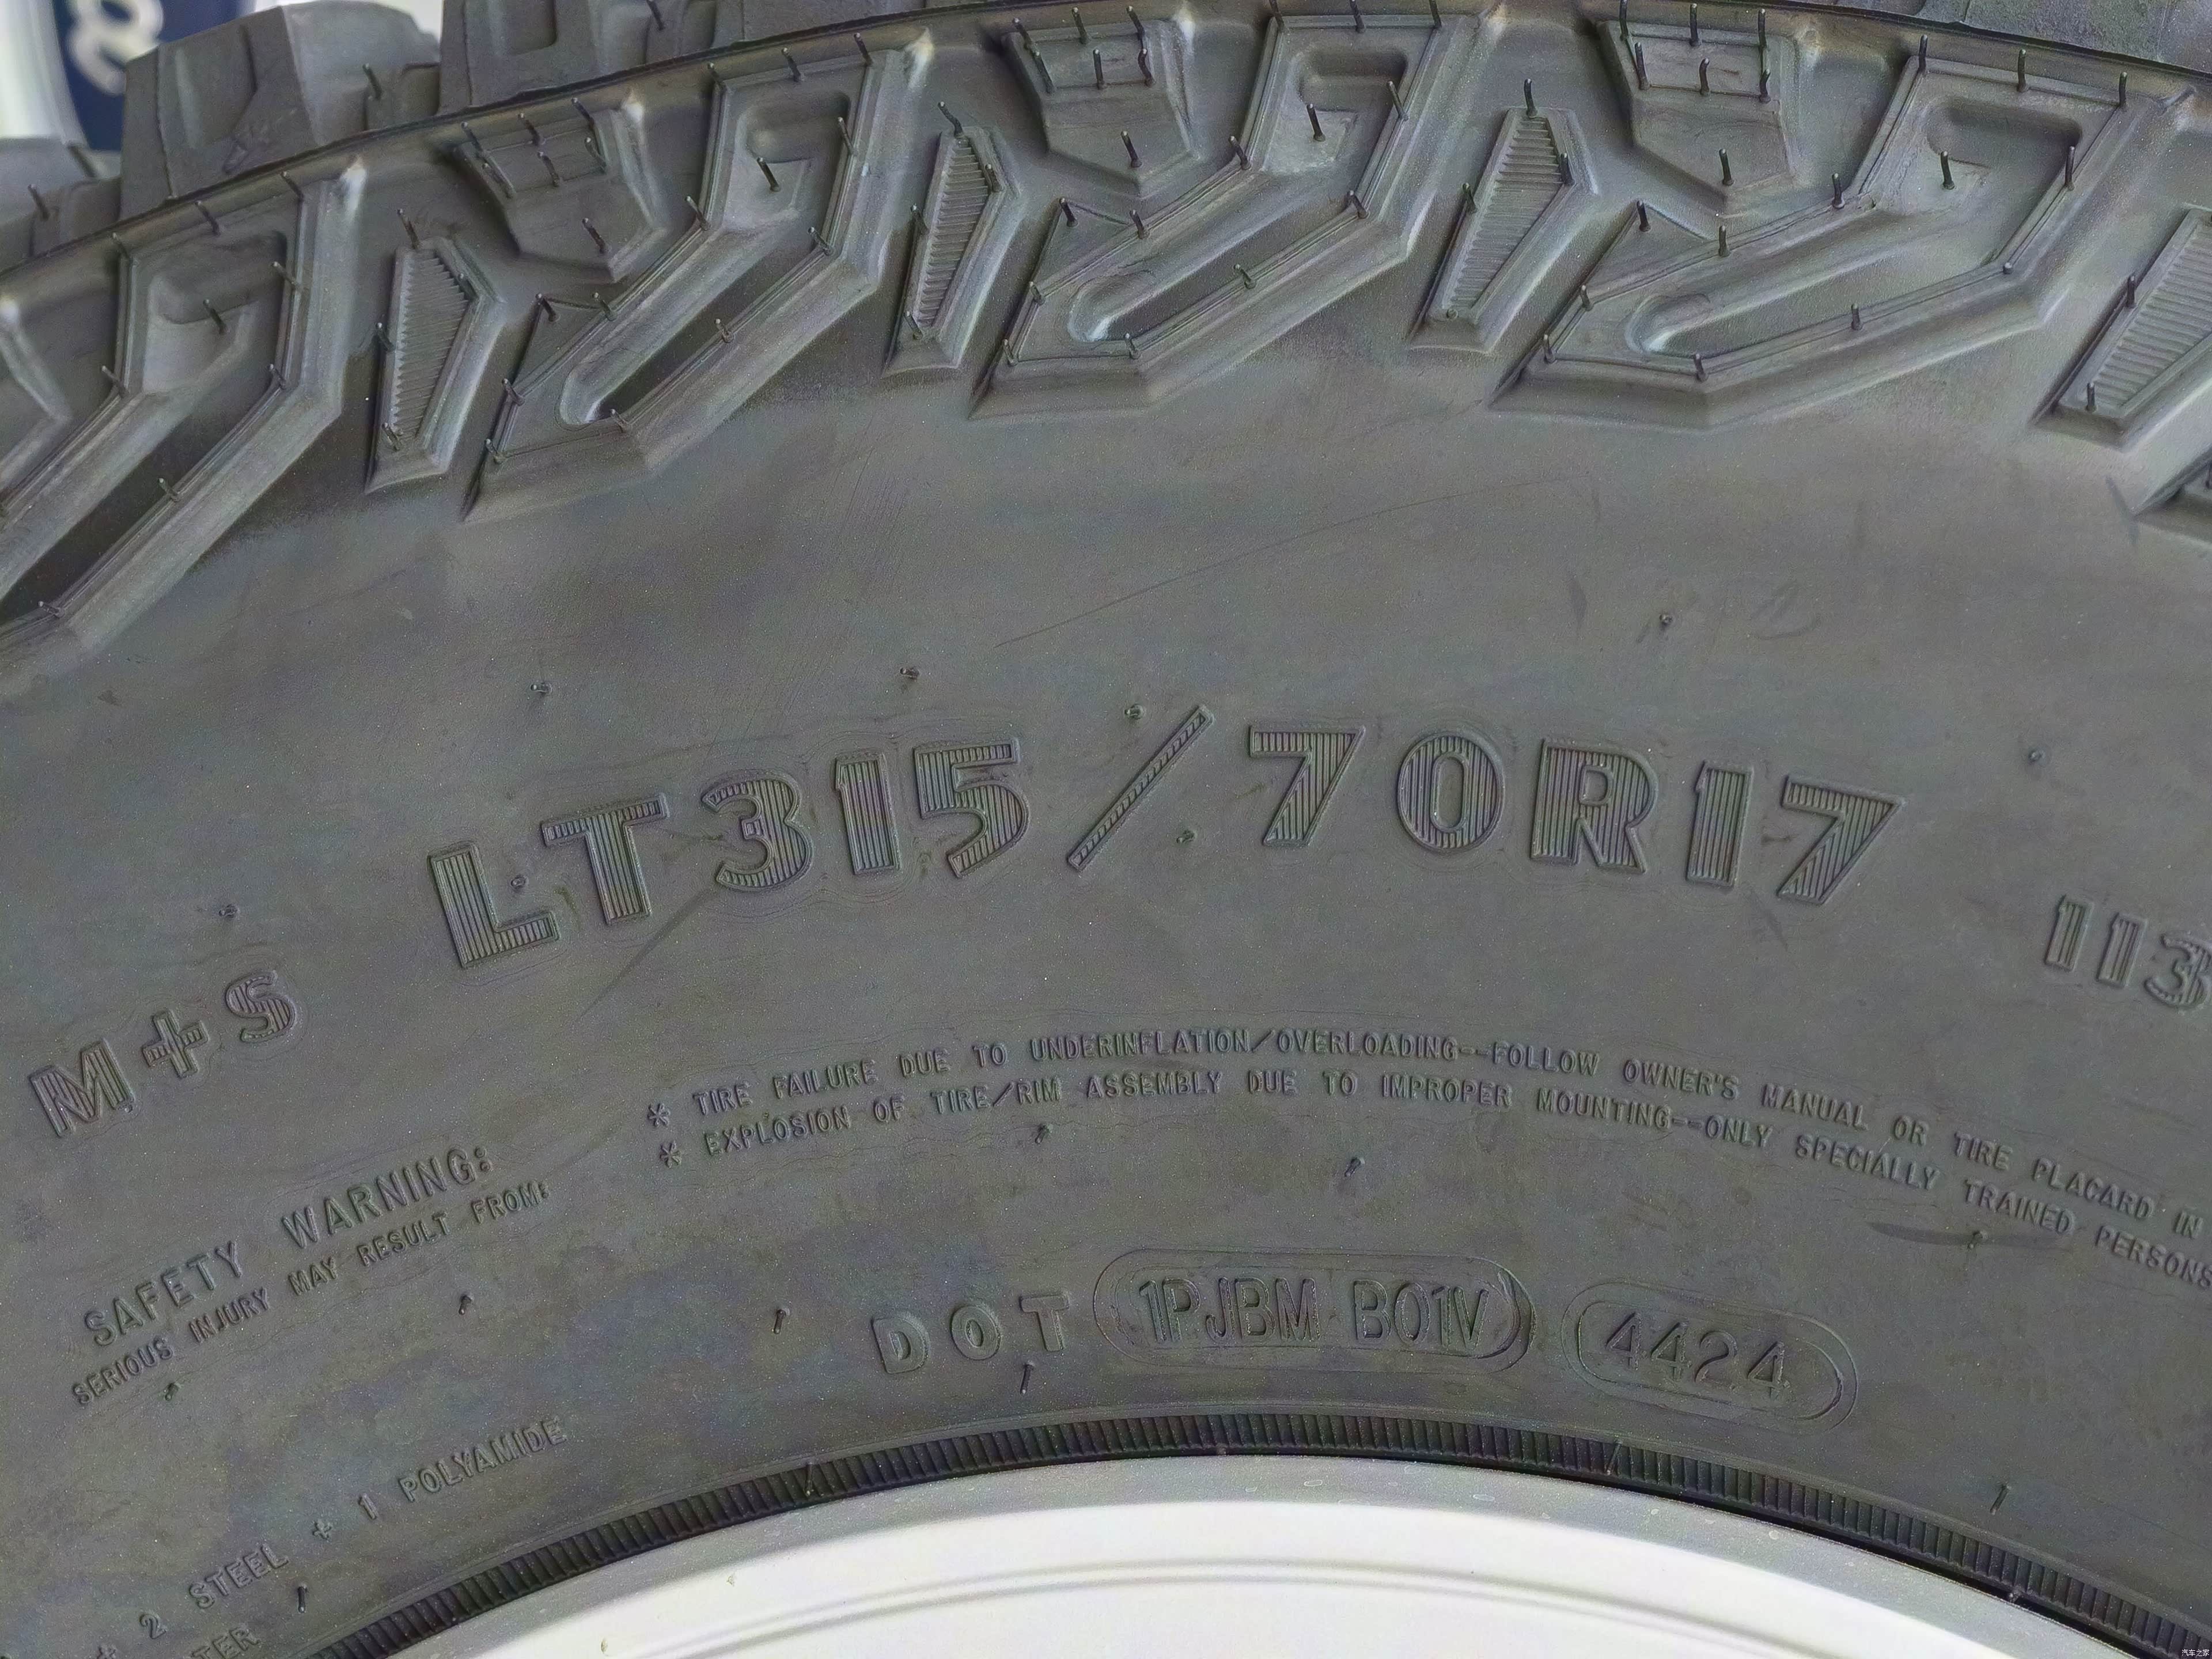 LT315/70R17
113
M+S
* TIRE FAILURE DUE TO UNDERINFLATION/OVERLOADING--FOLLOW OWNER'S MANUAL OR TIRE PLACARD IN
* EXPLOSION OF TIRE/RIM ASSEMBLY DUE TO IMPROPER MOUNTING--ONLY SPECIALLY TRAINED PERSONS
SAFETY WARNING:
SERIOUS INJURY MAY RESULT FROM:
DOT 1PJBM B01V 4424
+ 2 STEEL + 1 POLYAMIDE
TER
汽车之家